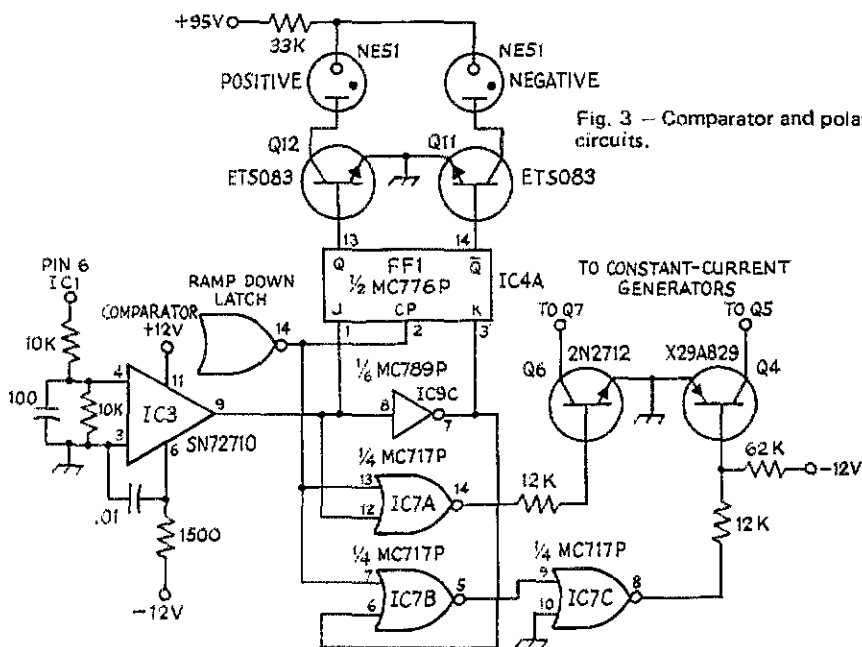 +95V
33K
NE51
NE51
POSITIVE
NEGATIVE
Fig. 3 — Comparator and pola
circuits.
Q12
Q11
ET5083
ET5083
13
14
Q
FF1
Q̅
½ MC776P
IC4A
J
CP
K
1
2
3
PIN 6
IC1
RAMP DOWN
LATCH
TO CONSTANT-CURRENT
GENERATORS
COMPARATOR
+12V
14
TO Q7
TO Q5
10K
2N2712
X29A829
Q6
Q4
⅙ MC789P
4
11
100
10K
IC3
9
8
IC9C
7
3
6
SN72710
62K
-12V
¼ MC717P
13
14
12K
IC7A
12
12K
.01
1500
¼ MC717P
¼ MC717P
7
5
9
8
IC7B
IC7C
6
10
-12V